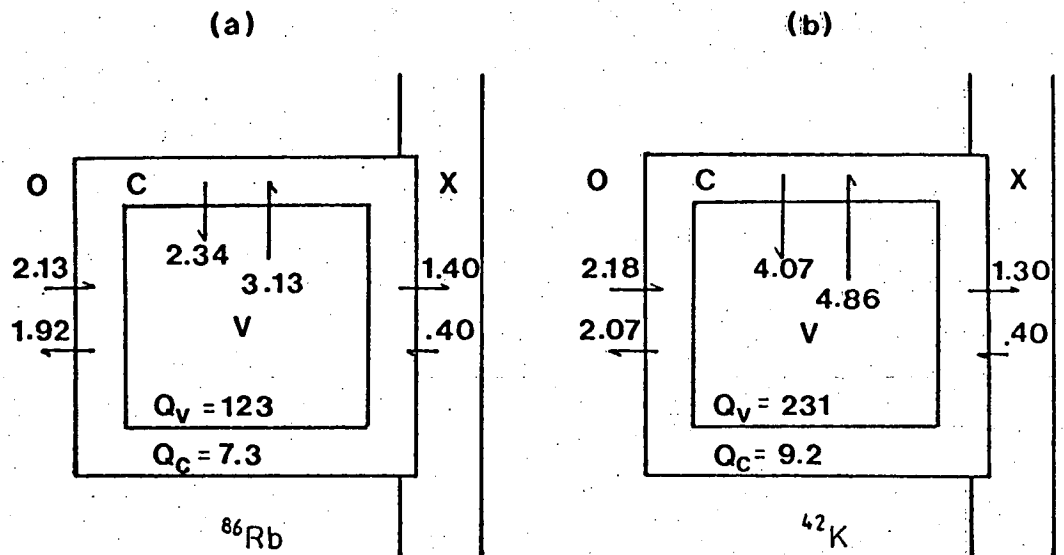 (a)
O C X
2.34
2.13
3.13
1.40
V
1.92
.40
Qv = 123
Qc = 7.3
86Rb
(b)
O C X
4.07
2.18
4.86
1.30
V
2.07
.40
Qv = 231
Qc = 9.2
42K